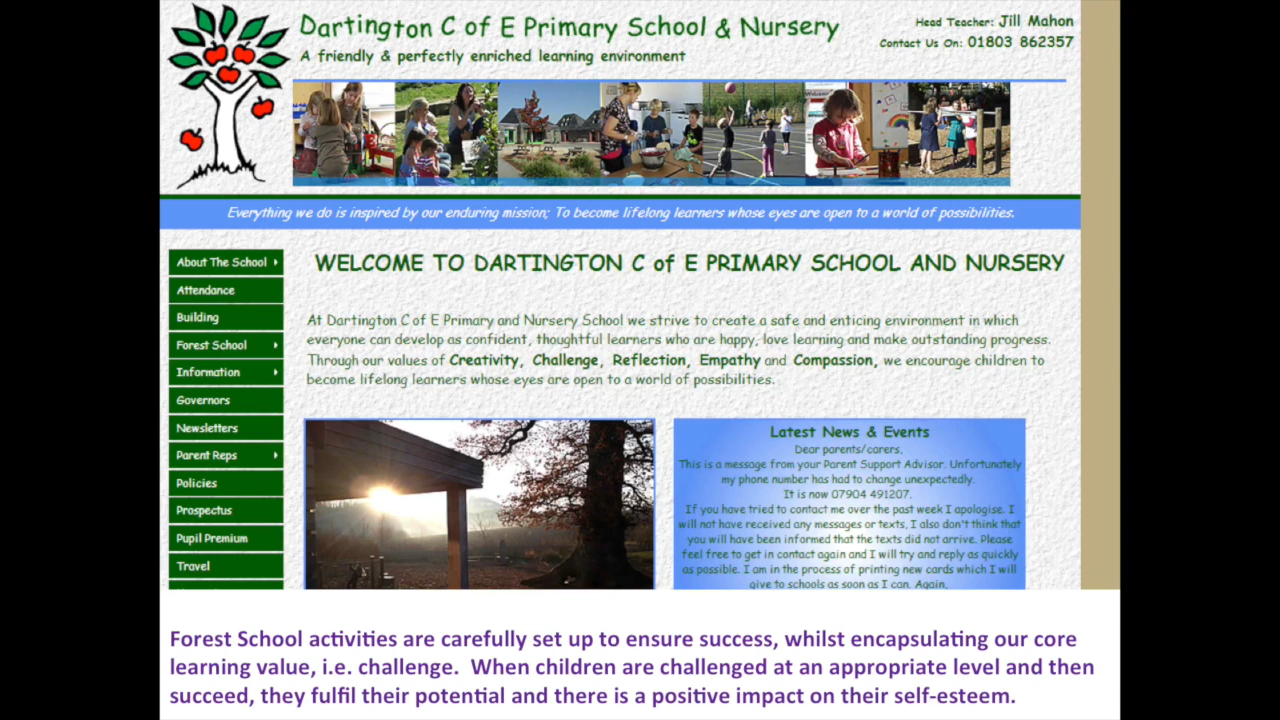 Dartington C of E Primary School & Nursery
A friendly & perfectly enriched learning environment
Head Teacher: Jill Mahon
Contact Us On: 01803 862357
Everything we do is inspired by our enduring mission; To become lifelong learners whose eyes are open to a world of possibilities.
About The School
Attendance
Building
Forest School
Information
Governors
Newsletters
Parent Reps
Policies
Prospectus
Pupil Premium
Travel
WELCOME TO DARTINGTON C of E PRIMARY SCHOOL AND NURSERY
At Dartington C of E Primary and Nursery School we strive to create a safe and enticing environment in which
everyone can develop as confident, thoughtful learners who are happy, love learning and make outstanding progress.
Through our values of Creativity, Challenge, Reflection, Empathy and Compassion, we encourage children to
become lifelong learners whose eyes are open to a world of possibilities.
Latest News & Events
Dear parents/carers,
This is a message from your Parent Support Advisor. Unfortunately
my phone number has had to change unexpectedly.
It is now 07904 491207.
If you have tried to contact me over the past week I apologise. I
will not have received any messages or texts, I also don't think that
you will have been informed that the texts did not arrive. Please
feel free to get in contact again and I will try and reply as quickly
as possible. I am in the process of printing new cards which I will
give to schools as soon as I can. Again,
Forest School activities are carefully set up to ensure success, whilst encapsulating our core
learning value, i.e. challenge.  When children are challenged at an appropriate level and then
succeed, they fulfil their potential and there is a positive impact on their self-esteem.